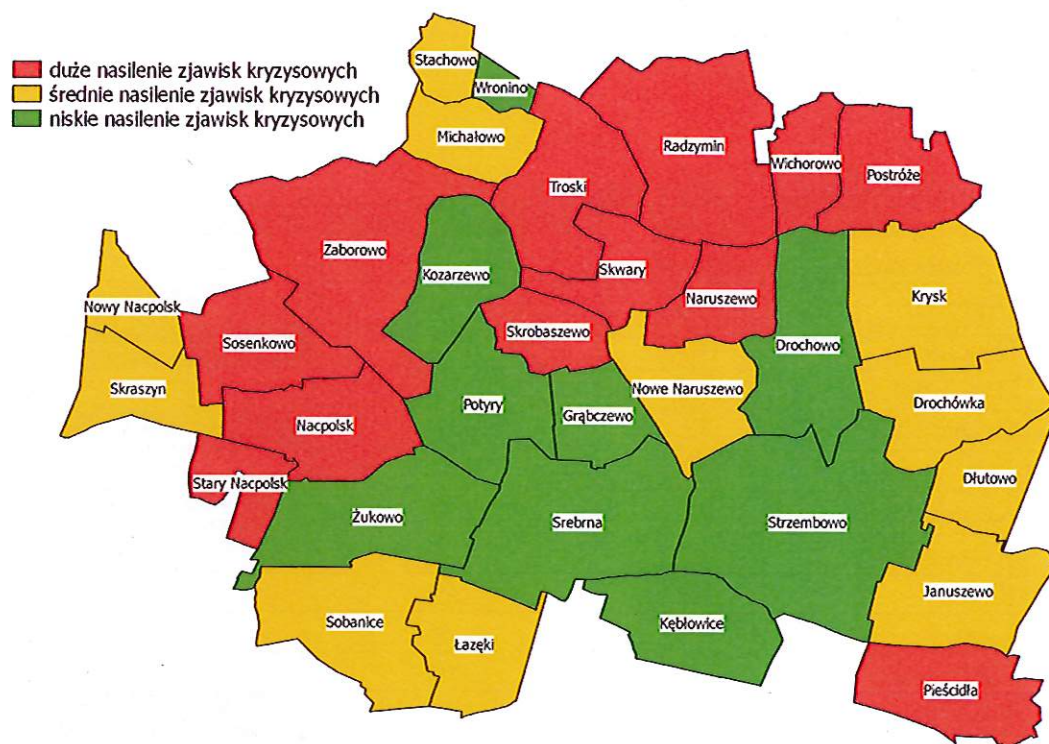 duże nasilenie zjawisk kryzysowych
średnie nasilenie zjawisk kryzysowych
niskie nasilenie zjawisk kryzysowych
Stachowo
Wronino
Michałowo
Radzymin
Wichorowo
Postróże
Troski
Zaborowo
Kozarzewo
Skwary
Naruszewo
Krysk
Nowy Nacpolsk
Sosenkowo
Skrobaszewo
Drochowo
Skraszyn
Nowe Naruszewo
Potyry
Grąbczewo
Drochówka
Nacpolsk
Stary Nacpolsk
Dłutowo
Żukowo
Srebrna
Strzembowo
Januszewo
Sobanice
Łazęki
Kębłowice
Pieścidła